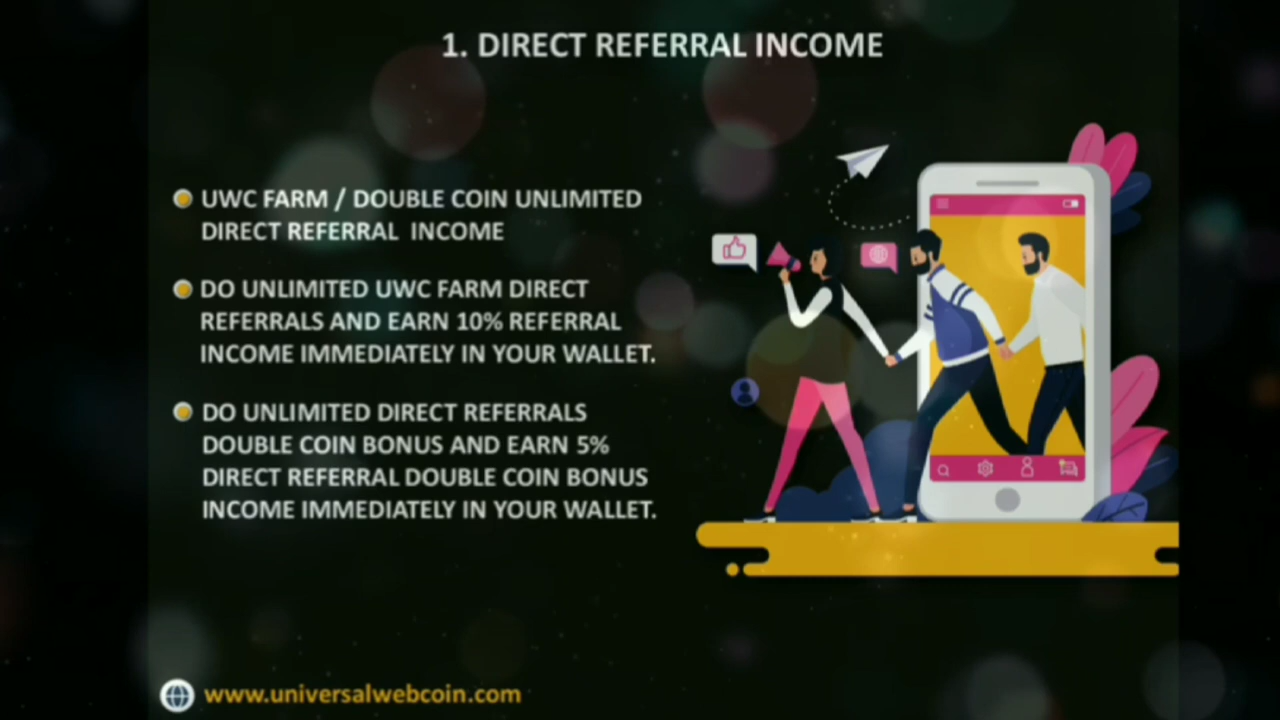 1. DIRECT REFERRAL INCOME
UWC FARM / DOUBLE COIN UNLIMITED
DIRECT REFERRAL INCOME
DO UNLIMITED UWC FARM DIRECT
REFERRALS AND EARN 10% REFERRAL
INCOME IMMEDIATELY IN YOUR WALLET.
DO UNLIMITED DIRECT REFERRALS
DOUBLE COIN BONUS AND EARN 5%
DIRECT REFERRAL DOUBLE COIN BONUS
INCOME IMMEDIATELY IN YOUR WALLET.
www.universalwebcoin.com